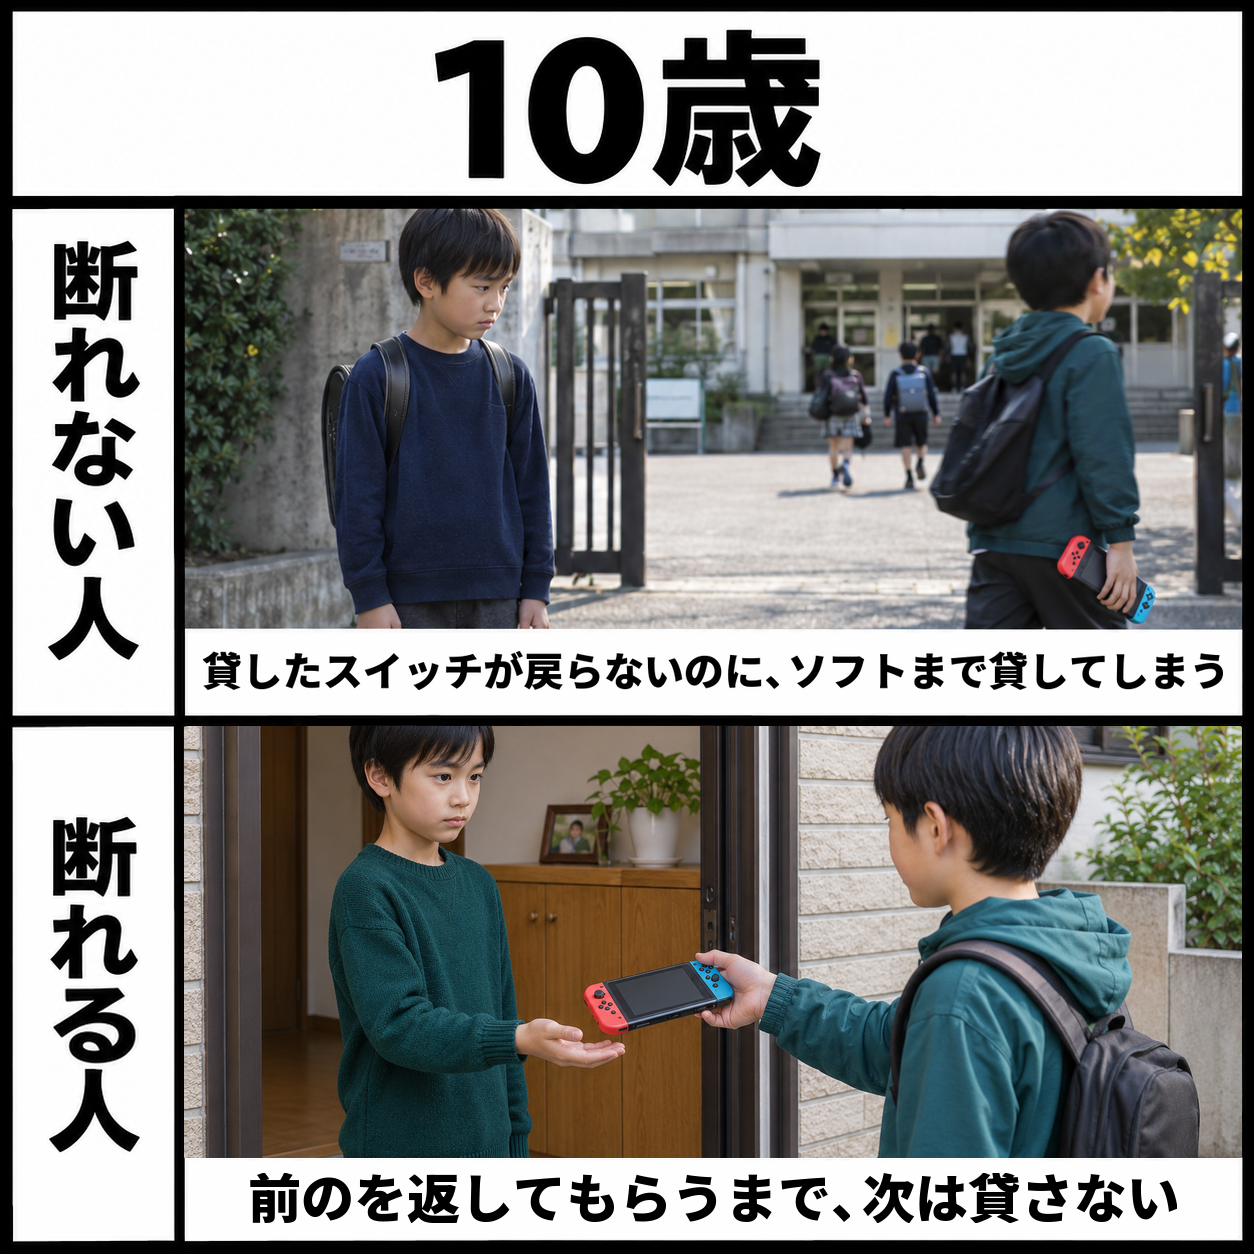 10歳
断れない人
貸したスイッチが戻らないのに、ソフトまで貸してしまう
断れる人
前のを返してもらうまで、次は貸さない